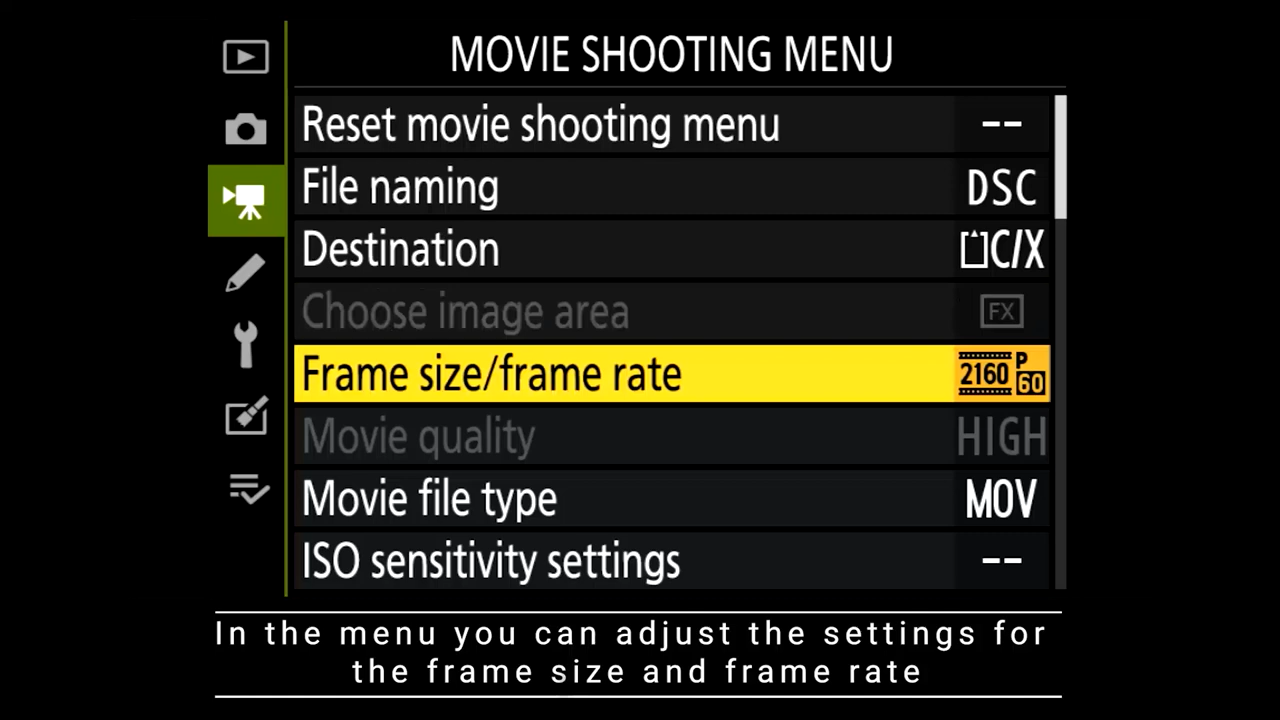 MOVIE SHOOTING MENU
Reset movie shooting menu --
File naming DSC
Destination C/X
Choose image area FX
Frame size/frame rate 2160 P 60
Movie quality HIGH
Movie file type MOV
ISO sensitivity settings --
In the menu you can adjust the settings for
the frame size and frame rate